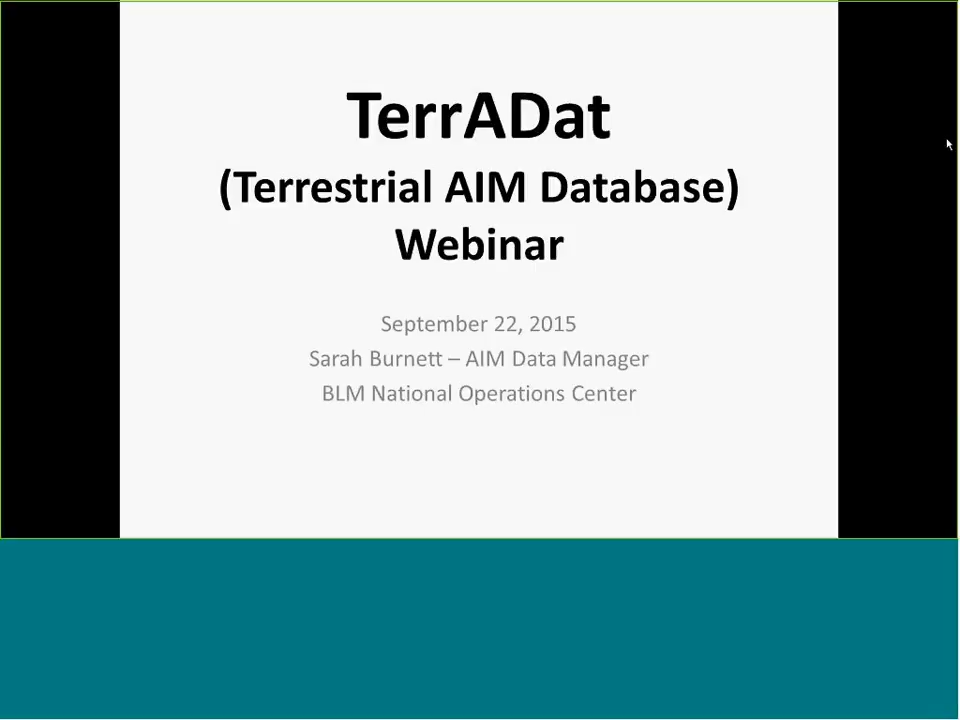 TerrADat
(Terrestrial AIM Database)
Webinar
September 22, 2015
Sarah Burnett – AIM Data Manager
BLM National Operations Center